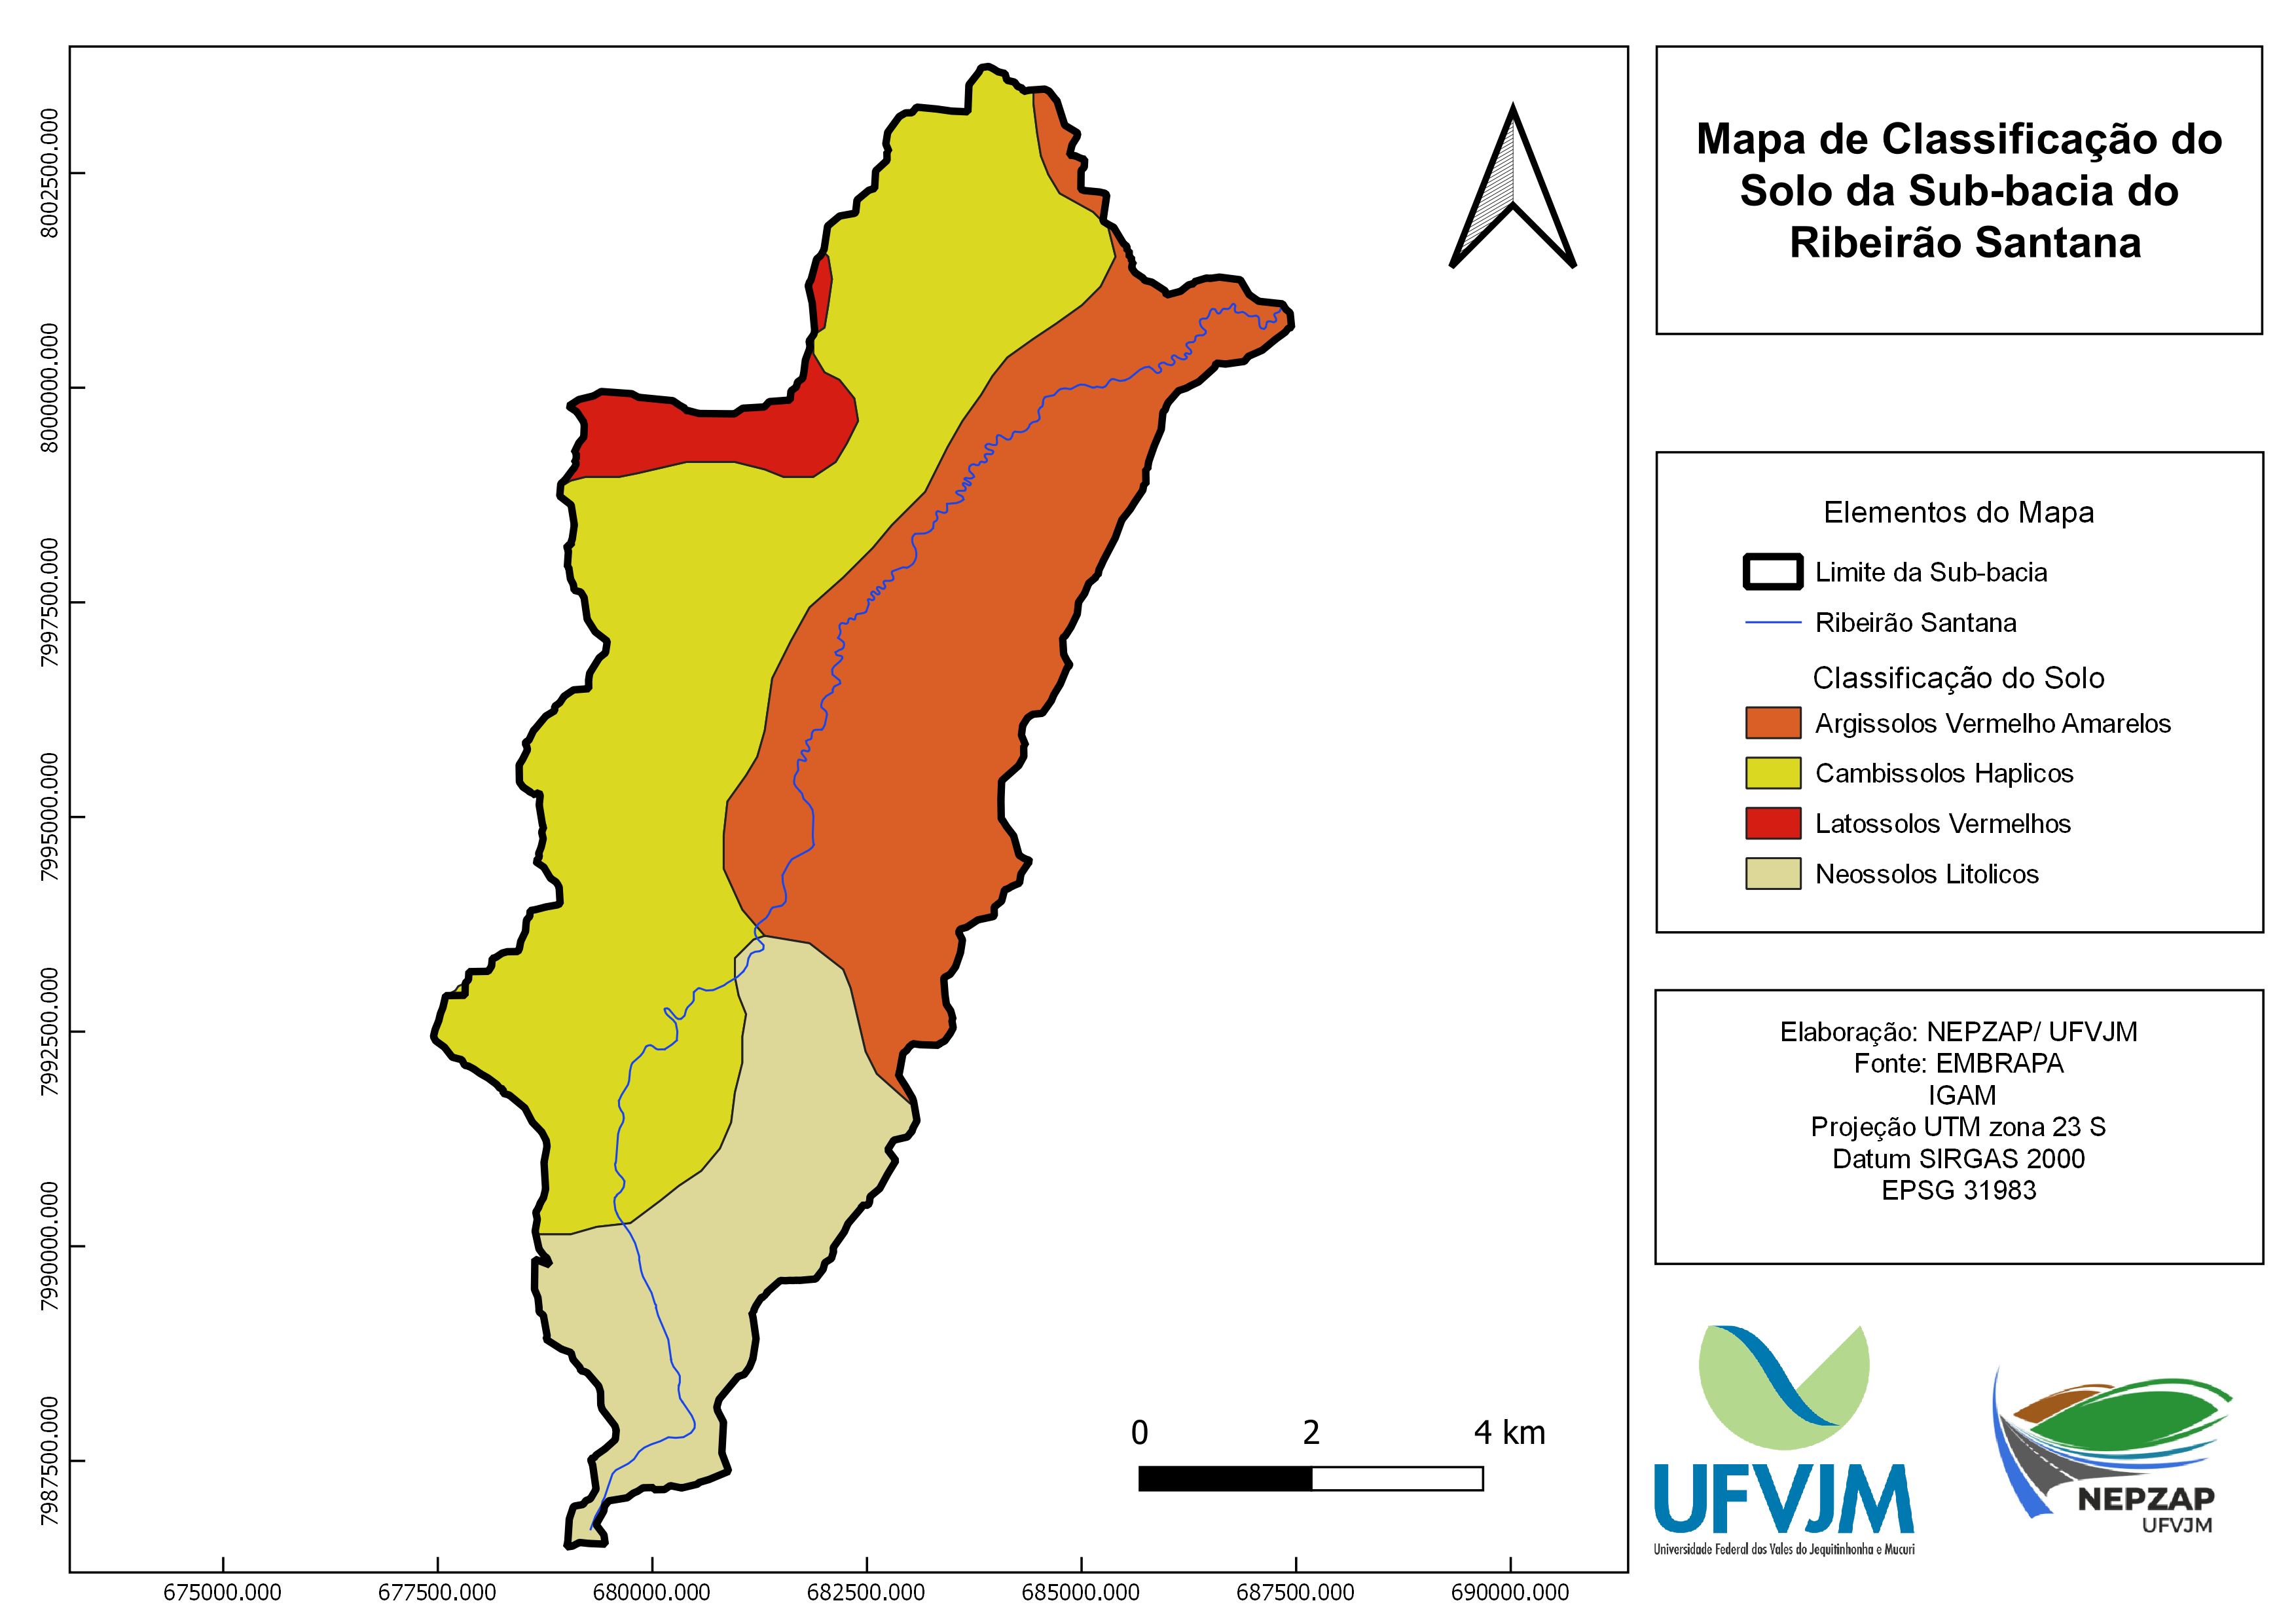 Mapa de Classificação do
Solo da Sub-bacia do
Ribeirão Santana
8002500.000
8000000.000
7997500.000
7995000.000
7992500.000
7990000.000
7987500.000
675000.000
677500.000
680000.000
682500.000
685000.000
687500.000
690000.000
0 2 4 km
Elementos do Mapa
Limite da Sub-bacia
Ribeirão Santana
Classificação do Solo
Argissolos Vermelho Amarelos
Cambissolos Haplicos
Latossolos Vermelhos
Neossolos Litolicos
Elaboração: NEPZAP/ UFVJM
Fonte: EMBRAPA
IGAM
Projeção UTM zona 23 S
Datum SIRGAS 2000
EPSG 31983
UFVJM
Universidade Federal dos Vales do Jequitinhonha e Mucuri
NEPZAP
UFVJM